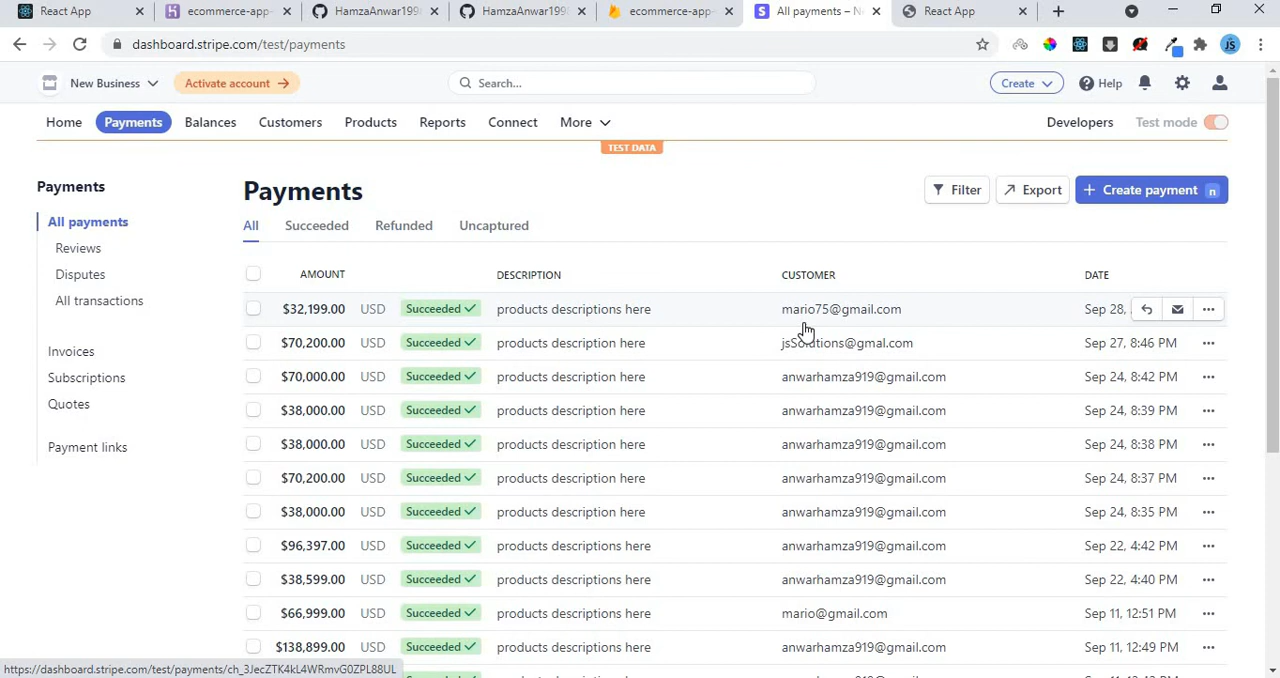 React App
ecommerce-app-
HamzaAnwar199
HamzaAnwar199
ecommerce-app-
All payments – N
React App
dashboard.stripe.com/test/payments
JS
New Business
Activate account →
Search...
Create
Help
Home
Payments
Balances
Customers
Products
Reports
Connect
More
Developers
Test mode
TEST DATA
Payments
All payments
Reviews
Disputes
All transactions
Invoices
Subscriptions
Quotes
Payment links
Payments
Filter
Export
+ Create payment n
All
Succeeded
Refunded
Uncaptured
AMOUNT DESCRIPTION CUSTOMER DATE
$32,199.00 USD Succeeded ✓ products descriptions here mario75@gmail.com Sep 28, ...
$70,200.00 USD Succeeded ✓ products description here jsSolutions@gmal.com Sep 27, 8:46 PM ...
$70,000.00 USD Succeeded ✓ products description here anwarhamza919@gmail.com Sep 24, 8:42 PM ...
$38,000.00 USD Succeeded ✓ products description here anwarhamza919@gmail.com Sep 24, 8:39 PM ...
$38,000.00 USD Succeeded ✓ products description here anwarhamza919@gmail.com Sep 24, 8:38 PM ...
$70,200.00 USD Succeeded ✓ products description here anwarhamza919@gmail.com Sep 24, 8:37 PM ...
$38,000.00 USD Succeeded ✓ products description here anwarhamza919@gmail.com Sep 24, 8:35 PM ...
$96,397.00 USD Succeeded ✓ products descriptions here anwarhamza919@gmail.com Sep 22, 4:42 PM ...
$38,599.00 USD Succeeded ✓ products descriptions here anwarhamza919@gmail.com Sep 22, 4:40 PM ...
$66,999.00 USD Succeeded ✓ products descriptions here mario@gmail.com Sep 11, 12:51 PM ...
$138,899.00 USD Succeeded ✓ products descriptions here anwarhamza919@gmail.com Sep 11, 12:49 PM ...
https://dashboard.stripe.com/test/payments/ch_3JecZTK4kL4WRmvG0ZPL88UL